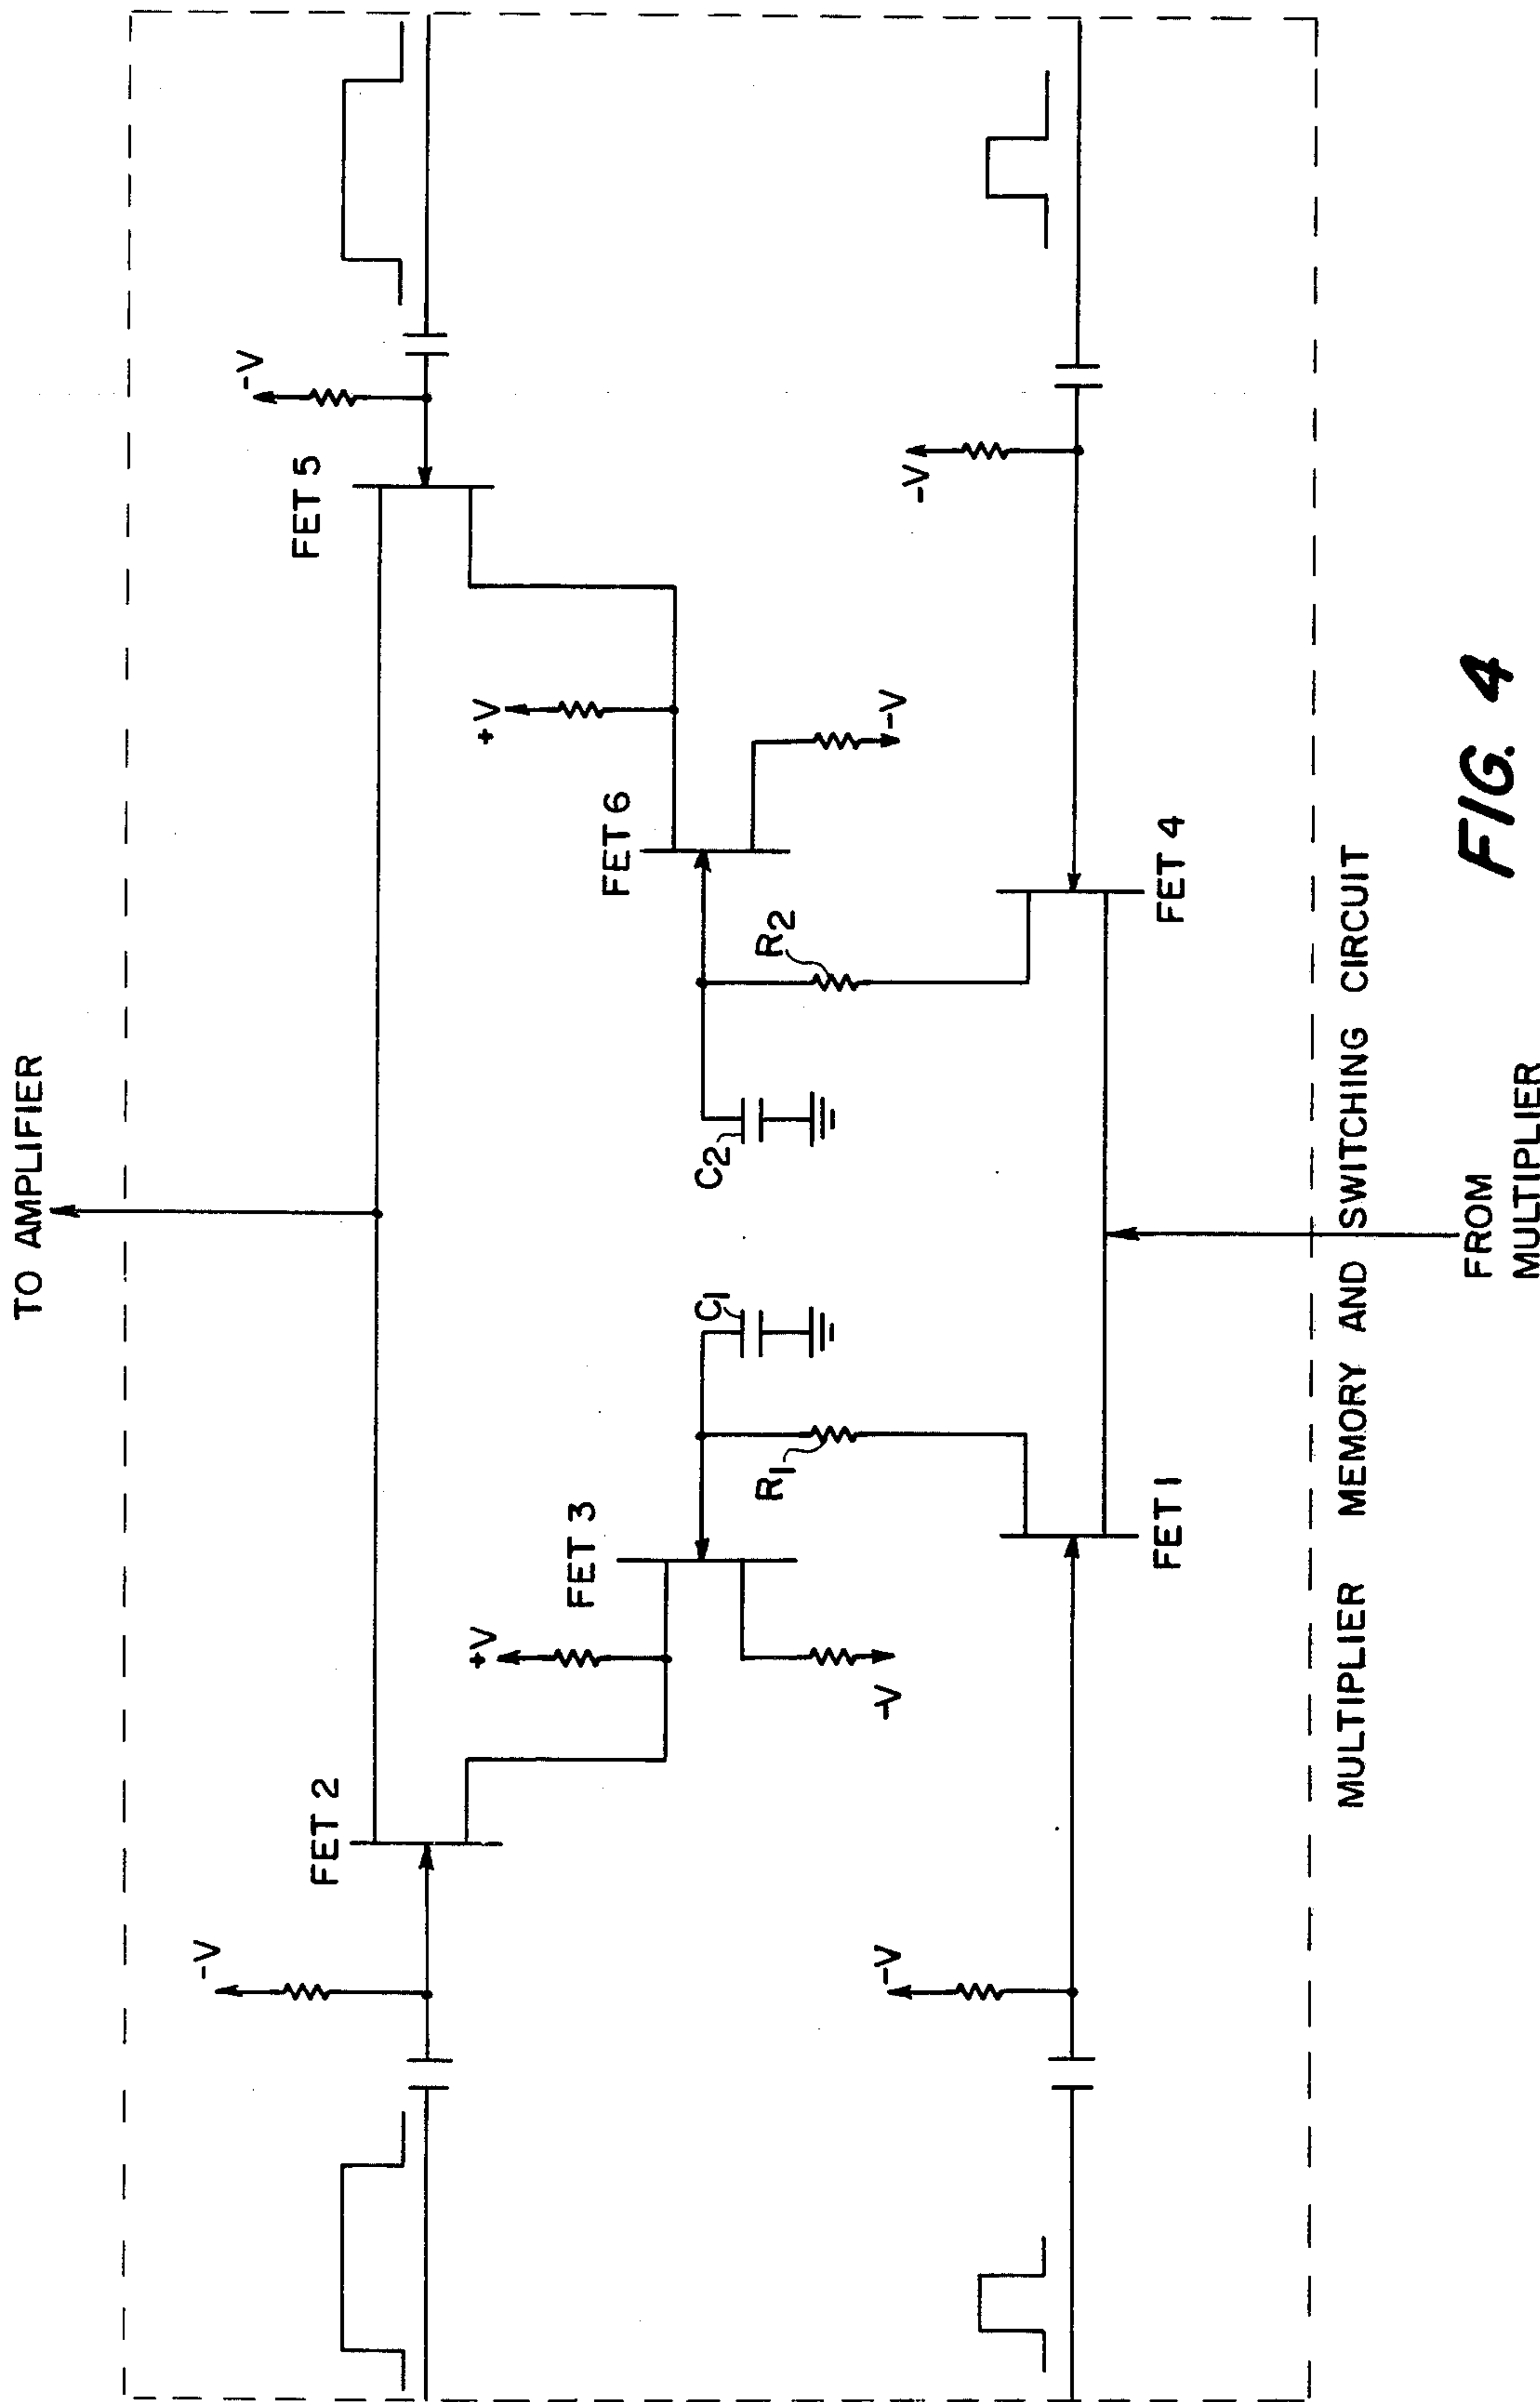 TO AMPLIFIER
-V
FET 2
FET 5
-V
+V
FET 3
-V
C1
R1
C2
R2
FET 6
+V
-V
-V
FET 1
FET 4
-V
MULTIPLIER MEMORY AND SWITCHING CIRCUIT
FROM
MULTIPLIER
FIG. 4